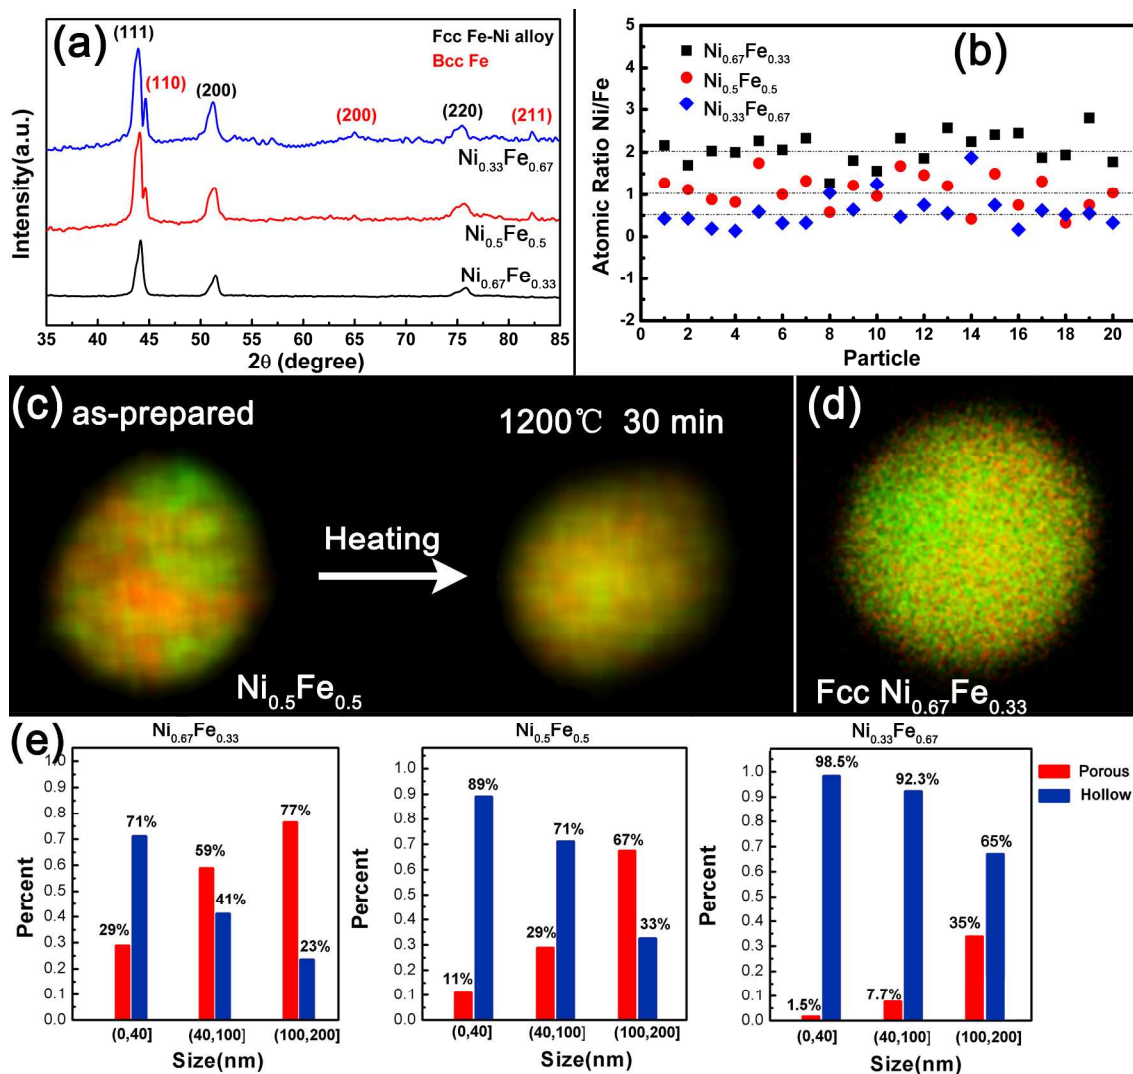 (a)
(111)
Fcc Fe-Ni alloy
Bcc Fe
(110)
(200)
(200)
(220)
(211)
Ni0.33Fe0.67
Ni0.5Fe0.5
Ni0.67Fe0.33
Intensity(a.u.)
35 40 45 50 55 60 65 70 75 80 85
2θ (degree)
(b)
Ni0.67Fe0.33
Ni0.5Fe0.5
Ni0.33Fe0.67
Atomic Ratio Ni/Fe
5
4
3
2
1
0
-1
-2
0 2 4 6 8 10 12 14 16 18 20
Particle
(c) as-prepared
1200℃ 30 min
Heating
Ni0.5Fe0.5
(d)
Fcc Ni0.67Fe0.33
(e)
Ni0.67Fe0.33
Percent
1.0
0.9
0.8
0.7
0.6
0.5
0.4
0.3
0.2
0.1
0.0
29%
71%
59%
41%
77%
23%
(0,40] (40,100] (100,200]
Size(nm)
Ni0.5Fe0.5
Percent
1.0
0.9
0.8
0.7
0.6
0.5
0.4
0.3
0.2
0.1
0.0
11%
89%
29%
71%
67%
33%
(0,40] (40,100] (100,200]
Size(nm)
Ni0.33Fe0.67
Percent
1.0
0.9
0.8
0.7
0.6
0.5
0.4
0.3
0.2
0.1
0.0
1.5%
98.5%
7.7%
92.3%
35%
65%
(0,40] (40,100] (100,200]
Size(nm)
Porous
Hollow